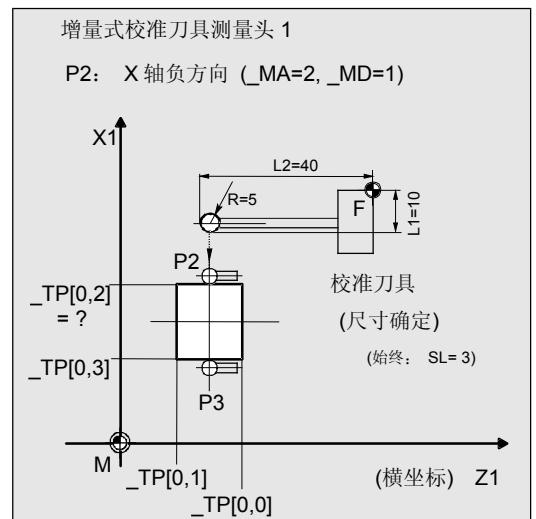 增量式校准刀具测量头 1
P2： X 轴负方向 (_MA=2, _MD=1)
X1
L2=40
R=5
F
L1=10
P2
校准刀具
_TP[0,2]
= ?
(尺寸确定)
(始终： SL= 3)
_TP[0,3]
P3
M
_TP[0,1]
(横坐标) Z1
_TP[0,0]